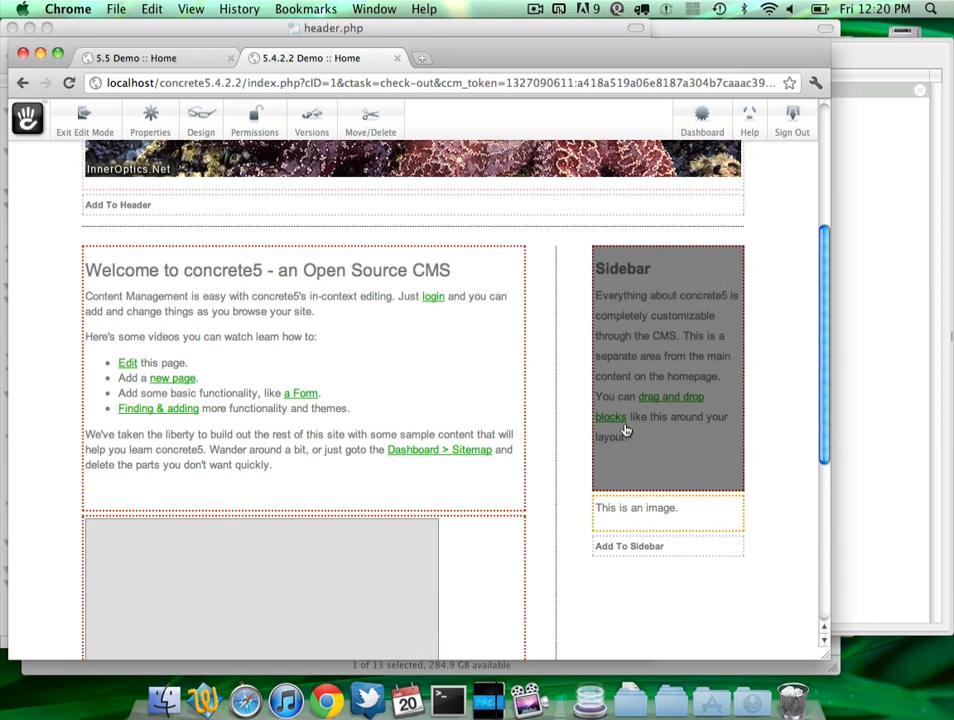 Chrome File Edit View History Bookmarks Window Help 9 Fri 12:20 PM
header.php
5.5 Demo :: Home 5.4.2.2 Demo :: Home
localhost/concrete5.4.2.2/index.php?cID=1&ctask=check-out&ccm_token=1327090611:a418a519a06e8187a304b7caaac39...
Exit Edit Mode Properties Design Permissions Versions Move/Delete Dashboard Help Sign Out
InnerOptics.Net
Add To Header
Welcome to concrete5 - an Open Source CMS
Content Management is easy with concrete5's in-context editing. Just login and you can
add and change things as you browse your site.
Here's some videos you can watch learn how to:
• Edit this page.
• Add a new page.
• Add some basic functionality, like a Form.
• Finding & adding more functionality and themes.
We've taken the liberty to build out the rest of this site with some sample content that will
help you learn concrete5. Wander around a bit, or just goto the Dashboard > Sitemap and
delete the parts you don't want quickly.
Sidebar
Everything about concrete5 is
completely customizable
through the CMS. This is a
separate area from the main
content on the homepage.
You can drag and drop
blocks like this around your
layout.
This is an image.
Add To Sidebar
1 of 13 selected, 284.9 GB available
20